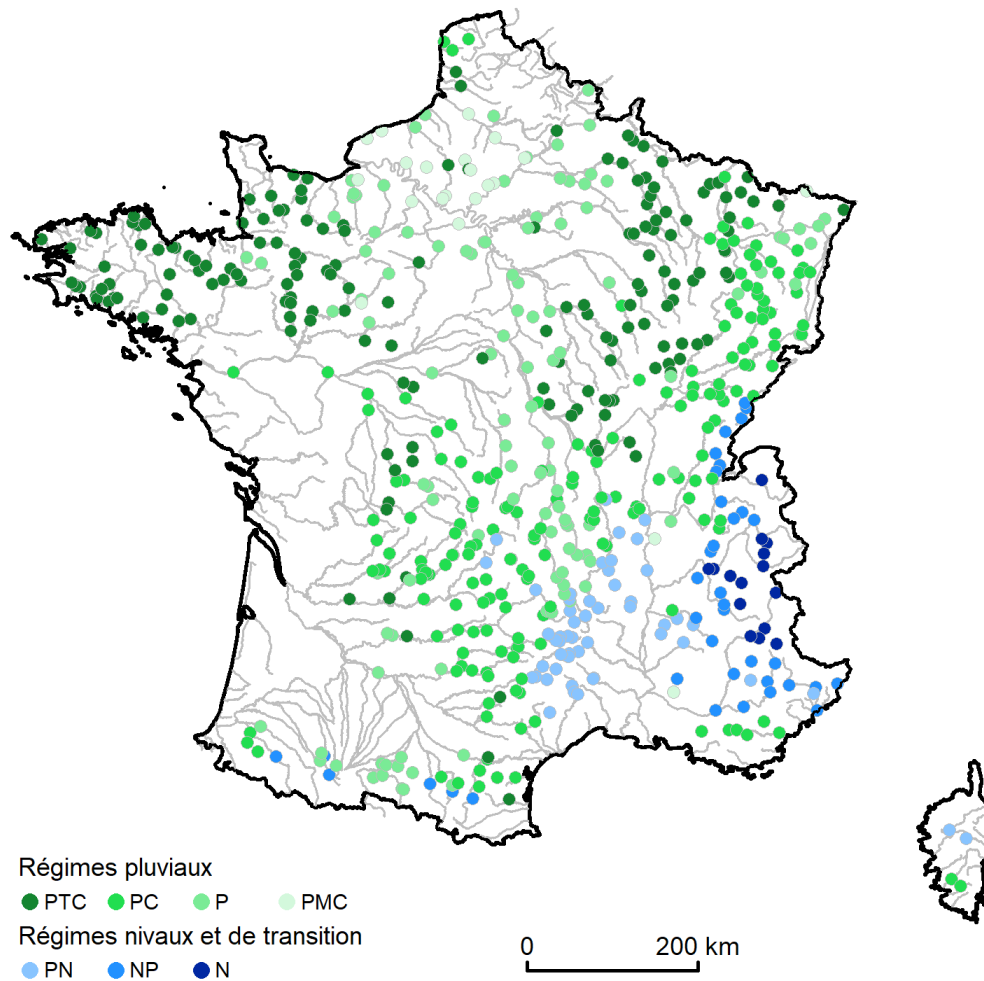 Régimes pluviaux
PTC PC P PMC
Régimes nivaux et de transition
PN NP N
0 200 km